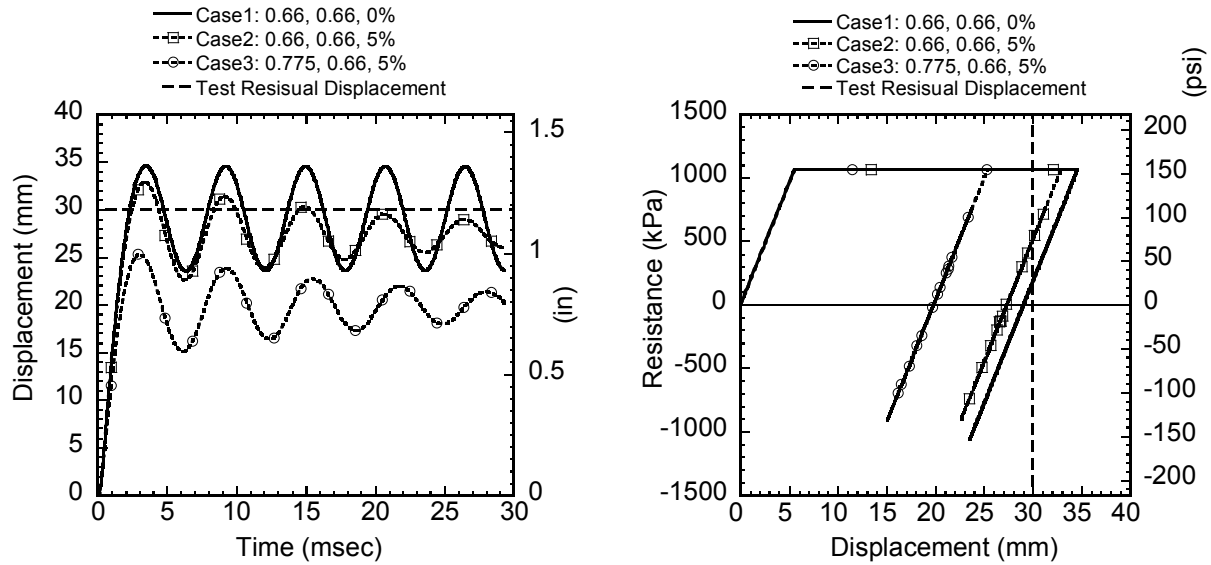 Case1: 0.66, 0.66, 0%
Case2: 0.66, 0.66, 5%
Case3: 0.775, 0.66, 5%
Test Resisual Displacement
40
35
30
25
20
15
10
5
0
Displacement (mm)
0 5 10 15 20 25 30
Time (msec)
1.5
1
0.5
0
(in)
Case1: 0.66, 0.66, 0%
Case2: 0.66, 0.66, 5%
Case3: 0.775, 0.66, 5%
Test Resisual Displacement
1500
1000
500
0
-500
-1000
-1500
Resistance (kPa)
0 5 10 15 20 25 30 35 40
Displacement (mm)
(psi)
200
150
100
50
0
-50
-100
-150
-200